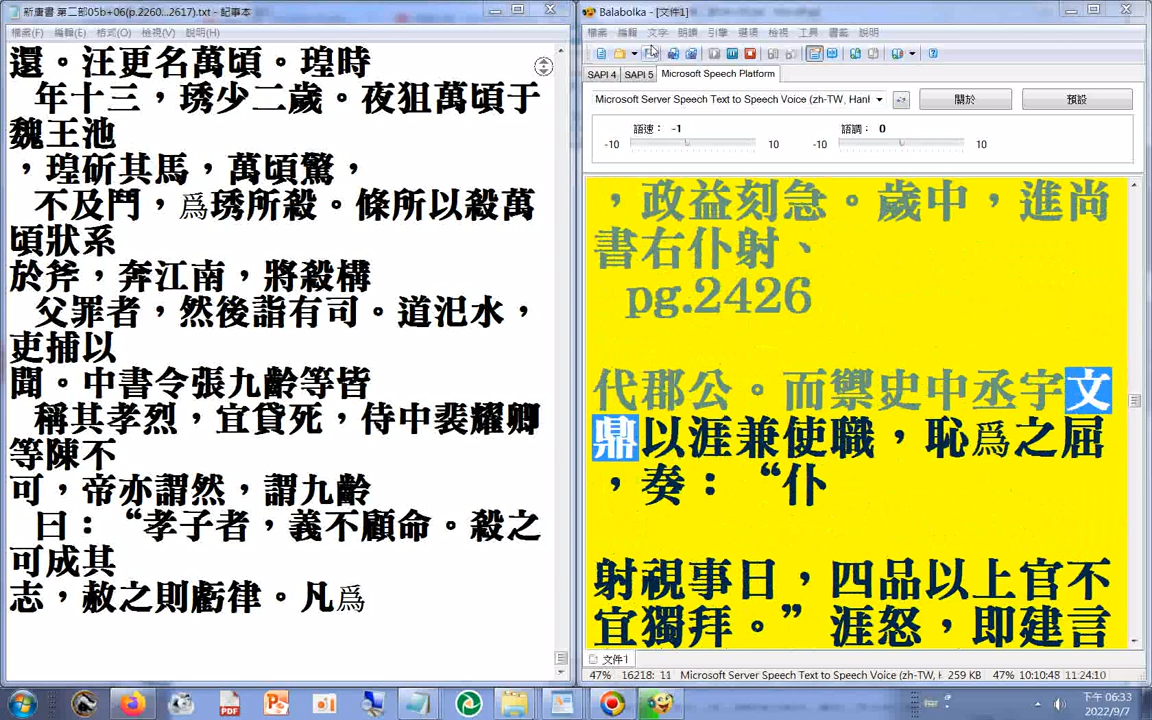 新唐書 第二部05b+06(p.2260...2617).txt - 記事本
檔案(F) 編輯(E) 格式(O) 檢視(V) 說明(H)
還。汪更名萬頃。瑝時
年十三，琇少二歲。夜狙萬頃于
魏王池
，瑝斫其馬，萬頃驚，
不及鬥，爲琇所殺。條所以殺萬
頃狀系
於斧，奔江南，將殺構
父罪者，然後詣有司。道汜水，
吏捕以
聞。中書令張九齡等皆
稱其孝烈，宜貸死，侍中裴耀卿
等陳不
可，帝亦謂然，謂九齡
曰：“孝子者，義不顧命。殺之
可成其
志，赦之則虧律。凡爲
Balabolka - [文件1]
檔案 編輯 文字 朗讀 引擎 選項 檢視 工具 書籤 說明
SAPI 4 SAPI 5 Microsoft Speech Platform
Microsoft Server Speech Text to Speech Voice (zh-TW, Hanl 關於 預設
語速： -1 語調： 0
-10 10 -10 10
，政益刻急。歲中，進尚
書右仆射、
pg.2426
代郡公。而禦史中丞宇文
鼎以涯兼使職，恥爲之屈
，奏：“仆
射視事日，四品以上官不
宜獨拜。”涯怒，即建言
文件1
47% 16218: 11 Microsoft Server Speech Text to Speech Voice (zh-TW, H 259 KB 47% 10:10:48 11:24:10
下午 06:33
2022/9/7